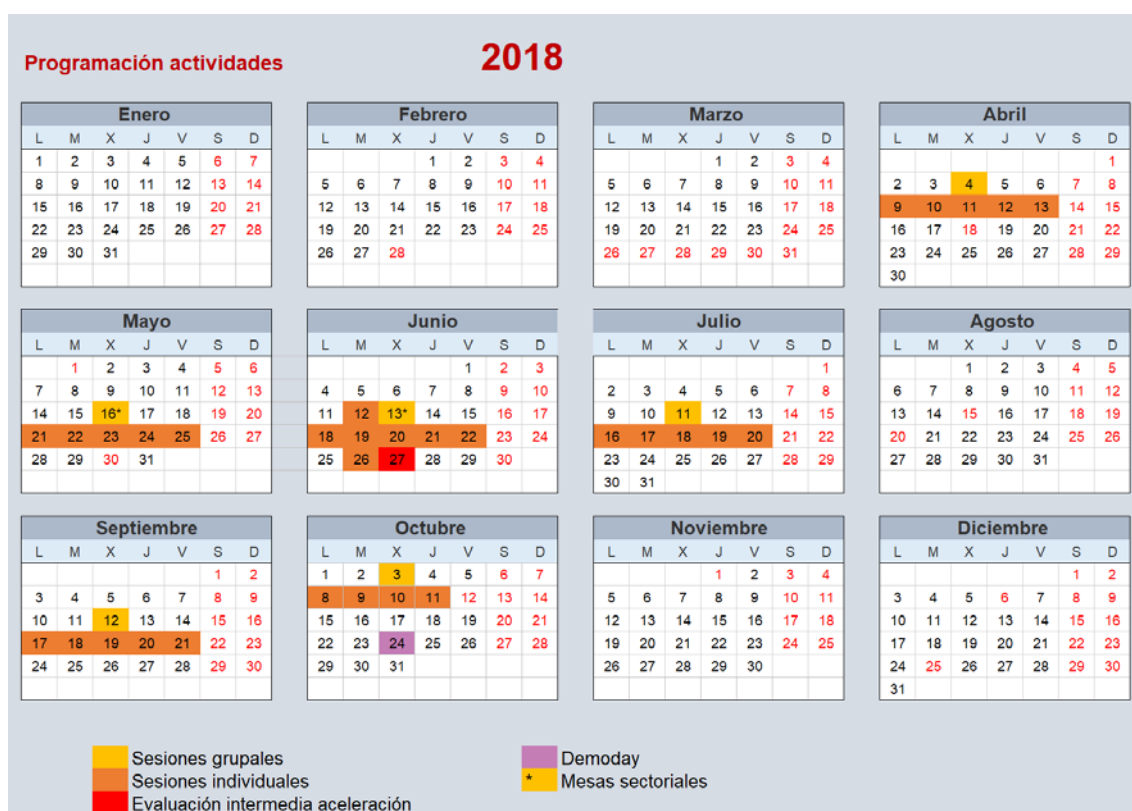 Programación actividades 2018
Enero Febrero Marzo Abril
L M X J V S D L M X J V S D L M X J V S D L M X J V S D
1 2 3 4 5 6 7 1 2 3 4 1 2 3 4 1
8 9 10 11 12 13 14 5 6 7 8 9 10 11 5 6 7 8 9 10 11 2 3 4 5 6 7 8
15 16 17 18 19 20 21 12 13 14 15 16 17 18 12 13 14 15 16 17 18 9 10 11 12 13 14 15
22 23 24 25 26 27 28 19 20 21 22 23 24 25 19 20 21 22 23 24 25 16 17 18 19 20 21 22
29 30 31 26 27 28 26 27 28 29 30 31 23 24 25 26 27 28 29
30
Mayo Junio Julio Agosto
L M X J V S D L M X J V S D L M X J V S D L M X J V S D
1 2 3 4 5 6 1 2 3 1 1 2 3 4 5
7 8 9 10 11 12 13 4 5 6 7 8 9 10 2 3 4 5 6 7 8 6 7 8 9 10 11 12
14 15 16* 17 18 19 20 11 12 13* 14 15 16 17 9 10 11 12 13 14 15 13 14 15 16 17 18 19
21 22 23 24 25 26 27 18 19 20 21 22 23 24 16 17 18 19 20 21 22 20 21 22 23 24 25 26
28 29 30 31 25 26 27 28 29 30 23 24 25 26 27 28 29 27 28 29 30 31
30 31
Septiembre Octubre Noviembre Diciembre
L M X J V S D L M X J V S D L M X J V S D L M X J V S D
1 2 1 2 3 4 5 6 7 1 2 3 4 1 2
3 4 5 6 7 8 9 8 9 10 11 12 13 14 5 6 7 8 9 10 11 3 4 5 6 7 8 9
10 11 12 13 14 15 16 15 16 17 18 19 20 21 12 13 14 15 16 17 18 10 11 12 13 14 15 16
17 18 19 20 21 22 23 22 23 24 25 26 27 28 19 20 21 22 23 24 25 17 18 19 20 21 22 23
24 25 26 27 28 29 30 29 30 31 26 27 28 29 30 24 25 26 27 28 29 30
31
Sesiones grupales Demoday
Sesiones individuales * Mesas sectoriales
Evaluación intermedia aceleración